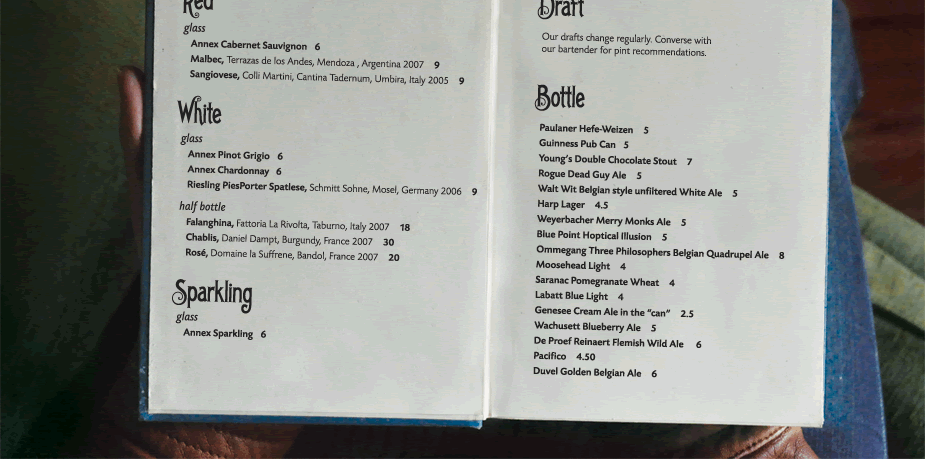 Red
glass
Annex Cabernet Sauvignon 6
Malbec, Terrazas de los Andes, Mendoza , Argentina 2007 9
Sangiovese, Colli Martini, Cantina Tadernum, Umbira, Italy 2005 9
White
glass
Annex Pinot Grigio 6
Annex Chardonnay 6
Riesling PiesPorter Spatlese, Schmitt Sohne, Mosel, Germany 2006 9
half bottle
Falanghina, Fattoria La Rivolta, Taburno, Italy 2007 18
Chablis, Daniel Dampt, Burgundy, France 2007 30
Rosé, Domaine la Suffrene, Bandol, France 2007 20
Sparkling
glass
Annex Sparkling 6
Draft
Our drafts change regularly. Converse with
our bartender for pint recommendations.
Bottle
Paulaner Hefe-Weizen 5
Guinness Pub Can 5
Young's Double Chocolate Stout 7
Rogue Dead Guy Ale 5
Walt Wit Belgian style unfiltered White Ale 5
Harp Lager 4.5
Weyerbacher Merry Monks Ale 5
Blue Point Hoptical Illusion 5
Ommegang Three Philosophers Belgian Quadrupel Ale 8
Moosehead Light 4
Saranac Pomegranate Wheat 4
Labatt Blue Light 4
Genesee Cream Ale in the "can" 2.5
Wachusett Blueberry Ale 5
De Proef Reinaert Flemish Wild Ale 6
Pacifico 4.50
Duvel Golden Belgian Ale 6